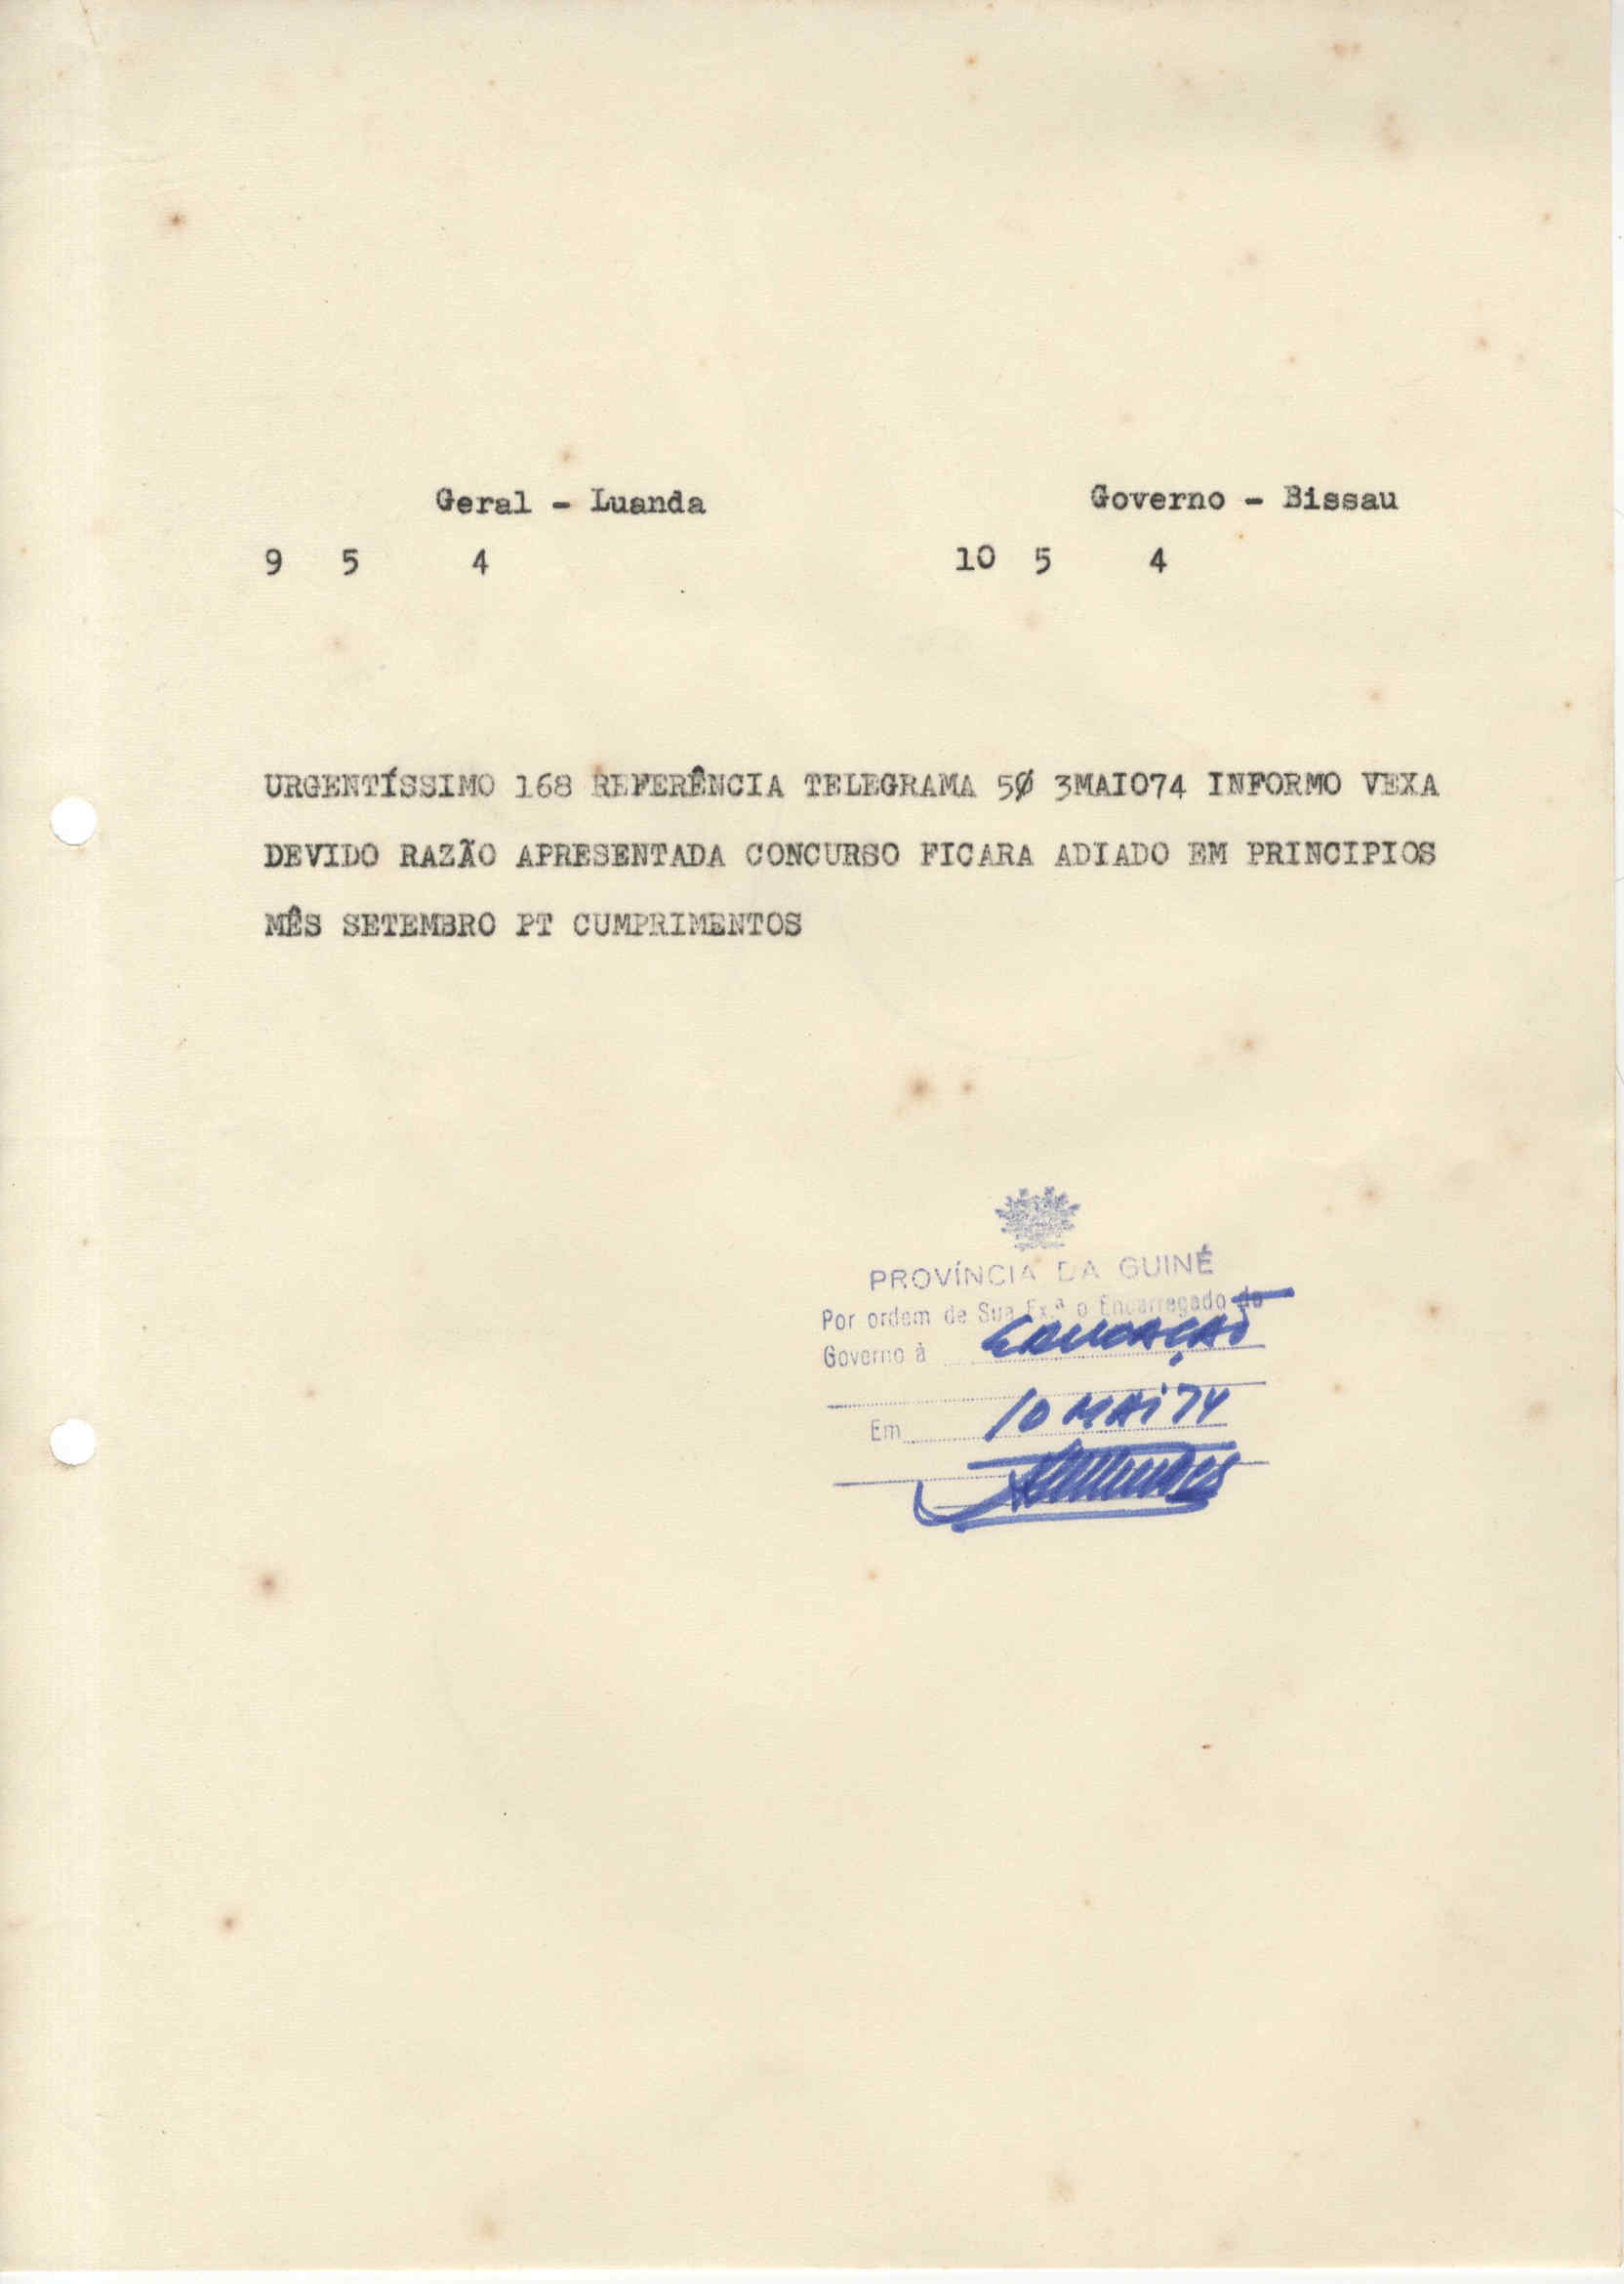 Geral - Luanda Governo - Bissau
9 5 4 10 5 4
URGENTÍSSIMO 168 REFERÊNCIA TELEGRAMA 5Ø 3MAIO74 INFORMO VEXA
DEVIDO RAZÃO APRESENTADA CONCURSO FICARA ADIADO EM PRINCIPIOS
MÊS SETEMBRO PT CUMPRIMENTOS
PROVÍNCIA DA GUINÉ
Por ordem de Sua Ex.ª o Encarregado do
Governo à EDUCAÇÃO
Em 10 MAI 74